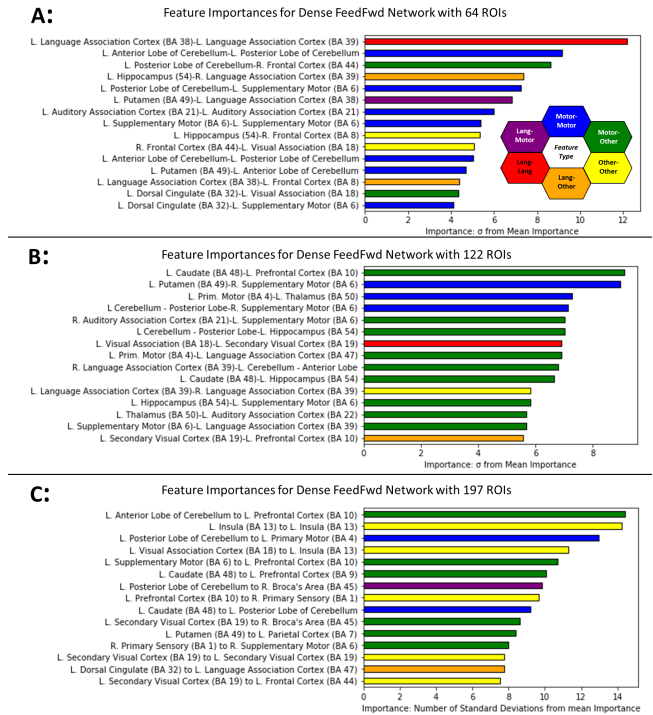 A:
Feature Importances for Dense FeedFwd Network with 64 ROIs
L. Language Association Cortex (BA 38)-L. Language Association Cortex (BA 39)
L. Anterior Lobe of Cerebellum-L. Posterior Lobe of Cerebellum
L. Posterior Lobe of Cerebellum-R. Frontal Cortex (BA 44)
L. Hippocampus (54)-R. Language Association Cortex (BA 39)
L. Posterior Lobe of Cerebellum-L. Supplementary Motor (BA 6)
L. Putamen (BA 49)-L. Language Association Cortex (BA 38)
L. Auditory Association Cortex (BA 21)-L. Auditory Association Cortex (BA 21)
L. Supplementary Motor (BA 6)-L. Supplementary Motor (BA 6)
L. Hippocampus (54)-R. Frontal Cortex (BA 8)
R. Frontal Cortex (BA 44)-L. Visual Association (BA 18)
L. Anterior Lobe of Cerebellum-L. Posterior Lobe of Cerebellum
L. Putamen (BA 49)-L. Anterior Lobe of Cerebellum
L. Language Association Cortex (BA 38)-L. Frontal Cortex (BA 8)
L. Dorsal Cingulate (BA 32)-L. Visual Association (BA 18)
L. Dorsal Cingulate (BA 32)-L. Supplementary Motor (BA 6)
Motor-
Motor
Lang-
Motor
Motor-
Other
Feature
Type
Lang-
Lang
Other-
Other
Lang-
Other
0 2 4 6 8 10 12
Importance: σ from Mean Importance
B:
Feature Importances for Dense FeedFwd Network with 122 ROIs
L. Caudate (BA 48)-L. Prefrontal Cortex (BA 10)
L. Putamen (BA 49)-R. Supplementary Motor (BA 6)
L. Prim. Motor (BA 4)-L. Thalamus (BA 50)
L Cerebellum - Posterior Lobe-R. Supplementary Motor (BA 6)
R. Auditory Association Cortex (BA 21)-L. Supplementary Motor (BA 6)
L Cerebellum - Posterior Lobe-L. Hippocampus (BA 54)
L. Visual Association (BA 18)-L. Secondary Visual Cortex (BA 19)
L. Prim. Motor (BA 4)-L. Language Association Cortex (BA 47)
R. Language Association Cortex (BA 39)-L. Cerebellum - Anterior Lobe
L. Caudate (BA 48)-L. Hippocampus (BA 54)
L. Language Association Cortex (BA 39)-R. Language Association Cortex (BA 39)
L. Hippocampus (BA 54)-L. Supplementary Motor (BA 6)
L. Thalamus (BA 50)-L. Auditory Association Cortex (BA 22)
L. Supplementary Motor (BA 6)-L. Language Association Cortex (BA 39)
L. Secondary Visual Cortex (BA 19)-L. Prefrontal Cortex (BA 10)
0 2 4 6 8
Importance: σ from Mean Importance
C:
Feature Importances for Dense FeedFwd Network with 197 ROIs
L. Anterior Lobe of Cerebellum to L. Prefrontal Cortex (BA 10)
L. Insula (BA 13) to L. Insula (BA 13)
L. Posterior Lobe of Cerebellum to L. Primary Motor (BA 4)
L. Visual Association Cortex (BA 18) to L. Insula (BA 13)
L. Supplementary Motor (BA 6) to L. Prefrontal Cortex (BA 10)
L. Caudate (BA 48) to L. Prefrontal Cortex (BA 9)
L. Posterior Lobe of Cerebellum to R. Broca's Area (BA 45)
L. Prefrontal Cortex (BA 10) to R. Primary Sensory (BA 1)
L. Caudate (BA 48) to L. Posterior Lobe of Cerebellum
L. Secondary Visual Cortex (BA 19) to R. Broca's Area (BA 45)
L. Putamen (BA 49) to L. Parietal Cortex (BA 7)
R. Primary Sensory (BA 1) to R. Supplementary Motor (BA 6)
L. Secondary Visual Cortex (BA 19) to L. Secondary Visual Cortex (BA 19)
L. Dorsal Cingulate (BA 32) to L. Language Association Cortex (BA 47)
L. Secondary Visual Cortex (BA 19) to L. Frontal Cortex (BA 44)
0 2 4 6 8 10 12 14
Importance: Number of Standard Deviations from mean Importance